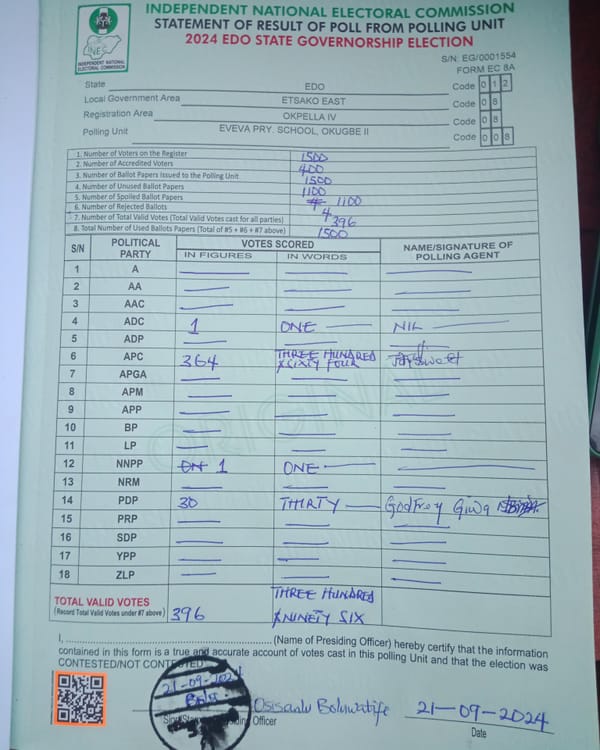 INDEPENDENT NATIONAL ELECTORAL COMMISSION
STATEMENT OF RESULT OF POLL FROM POLLING UNIT
2024 EDO STATE GOVERNORSHIP ELECTION
INEC
INDEPENDENT NATIONAL
ELECTORAL COMMISSION
S/N: EG/0001554
FORM EC 8A
State EDO Code 0 1 2
Local Government Area ETSAKO EAST Code 0 8
Registration Area OKPELLA IV Code 0 8
Polling Unit EVEVA PRY. SCHOOL, OKUGBE II Code 0 0 8
1. Number of Voters on the Register 1500
2. Number of Accredited Voters 400
3. Number of Ballot Papers Issued to the Polling Unit 1500
4. Number of Unused Ballot Papers 1100
5. Number of Spoiled Ballot Papers 1100
6. Number of Rejected Ballots 4
7. Number of Total Valid Votes (Total Valid Votes cast for all parties) 396
8. Total Number of Used Ballots Papers (Total of #5 + #6 + #7 above) 1500
S/N POLITICAL PARTY VOTES SCORED NAME/SIGNATURE OF POLLING AGENT
IN FIGURES IN WORDS
1 A
2 AA
3 AAC
4 ADC 1 ONE NIL
5 ADP
6 APC 364 THREE HUNDRED & SIXTY FOUR
7 APGA
8 APM
9 APP
10 BP
11 LP
12 NNPP 1 ONE
13 NRM
14 PDP 30 THIRTY Godfrey Giwa
15 PRP
16 SDP
17 YPP
18 ZLP
ORIGINAL
TOTAL VALID VOTES
(Record Total Valid Votes under #7 above) 396 THREE HUNDRED & NINETY SIX
I, (Name of Presiding Officer) hereby certify that the information
contained in this form is a true and accurate account of votes cast in this polling Unit and that the election was
CONTESTED/NOT CONTESTED
21-09-2024
Osisanlu Boluwatife 21-09-2024
Officer Date